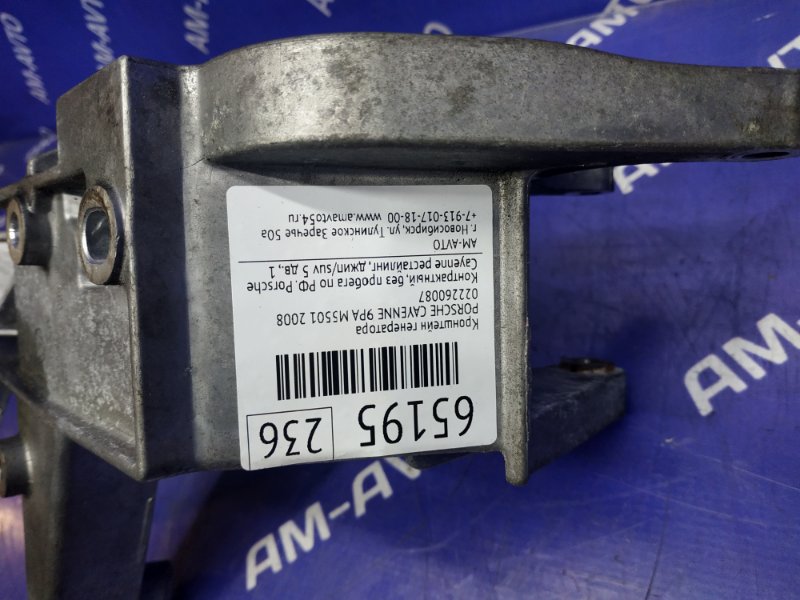 65195 236
Кронштейн генератора
PORSCHE CAYENNE 9PA M5501 2008
022260087
Контрактный, без пробега по РФ. Porsche
Cayenne рестайлинг, джип/suv 5 дв., 1
AM-AVTO
г. Новосибирск, ул. Тулинское Заречье 50а
+7-913-017-18-00 www.amavto54.ru
AM-AVTO
AM-AVTO
AM-AVTO
AM-AVTO